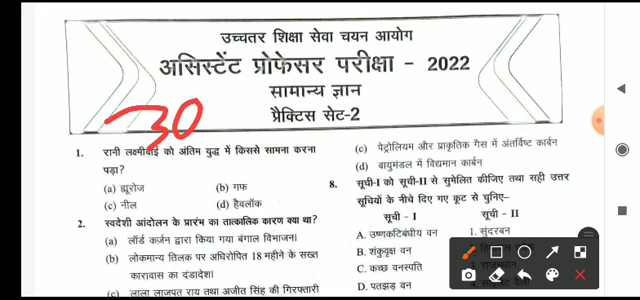 उच्चतर शिक्षा सेवा चयन आयोग
असिस्टेंट प्रोफेसर परीक्षा - 2022
सामान्य ज्ञान
प्रैक्टिस सेट-2
30
1. रानी लक्ष्मीबाई को अंतिम युद्ध में किससे सामना करना
पड़ा?
(a) ह्यूरोज (b) गफ
(c) नील (d) हैवलॉक
2. स्वदेशी आंदोलन के प्रारंभ का तात्कालिक कारण क्या था?
(a) लॉर्ड कर्जन द्वारा किया गया बंगाल विभाजन।
(b) लोकमान्य तिलक पर अधिरोपित 18 महीने के सख्त
कारावास का दंडादेश।
(c) लाला लाजपत राय तथा अजीत सिंह की गिरफ्तारी
(c) पेट्रोलियम और प्राकृतिक गैस में अंतर्विष्ट कार्बन
(d) वायुमंडल में विद्यमान कार्बन
8. सूची-I को सूची-II से सुमेलित कीजिए तथा सही उत्तर
सूचियों के नीचे दिए गए कूट से चुनिए–
सूची - I सूची - II
A. उष्णकटिबंधीय वन 1. सुंदरबन
B. शंकुवृक्ष वन
C. कच्छ वनस्पति
D. पतझड़ वन